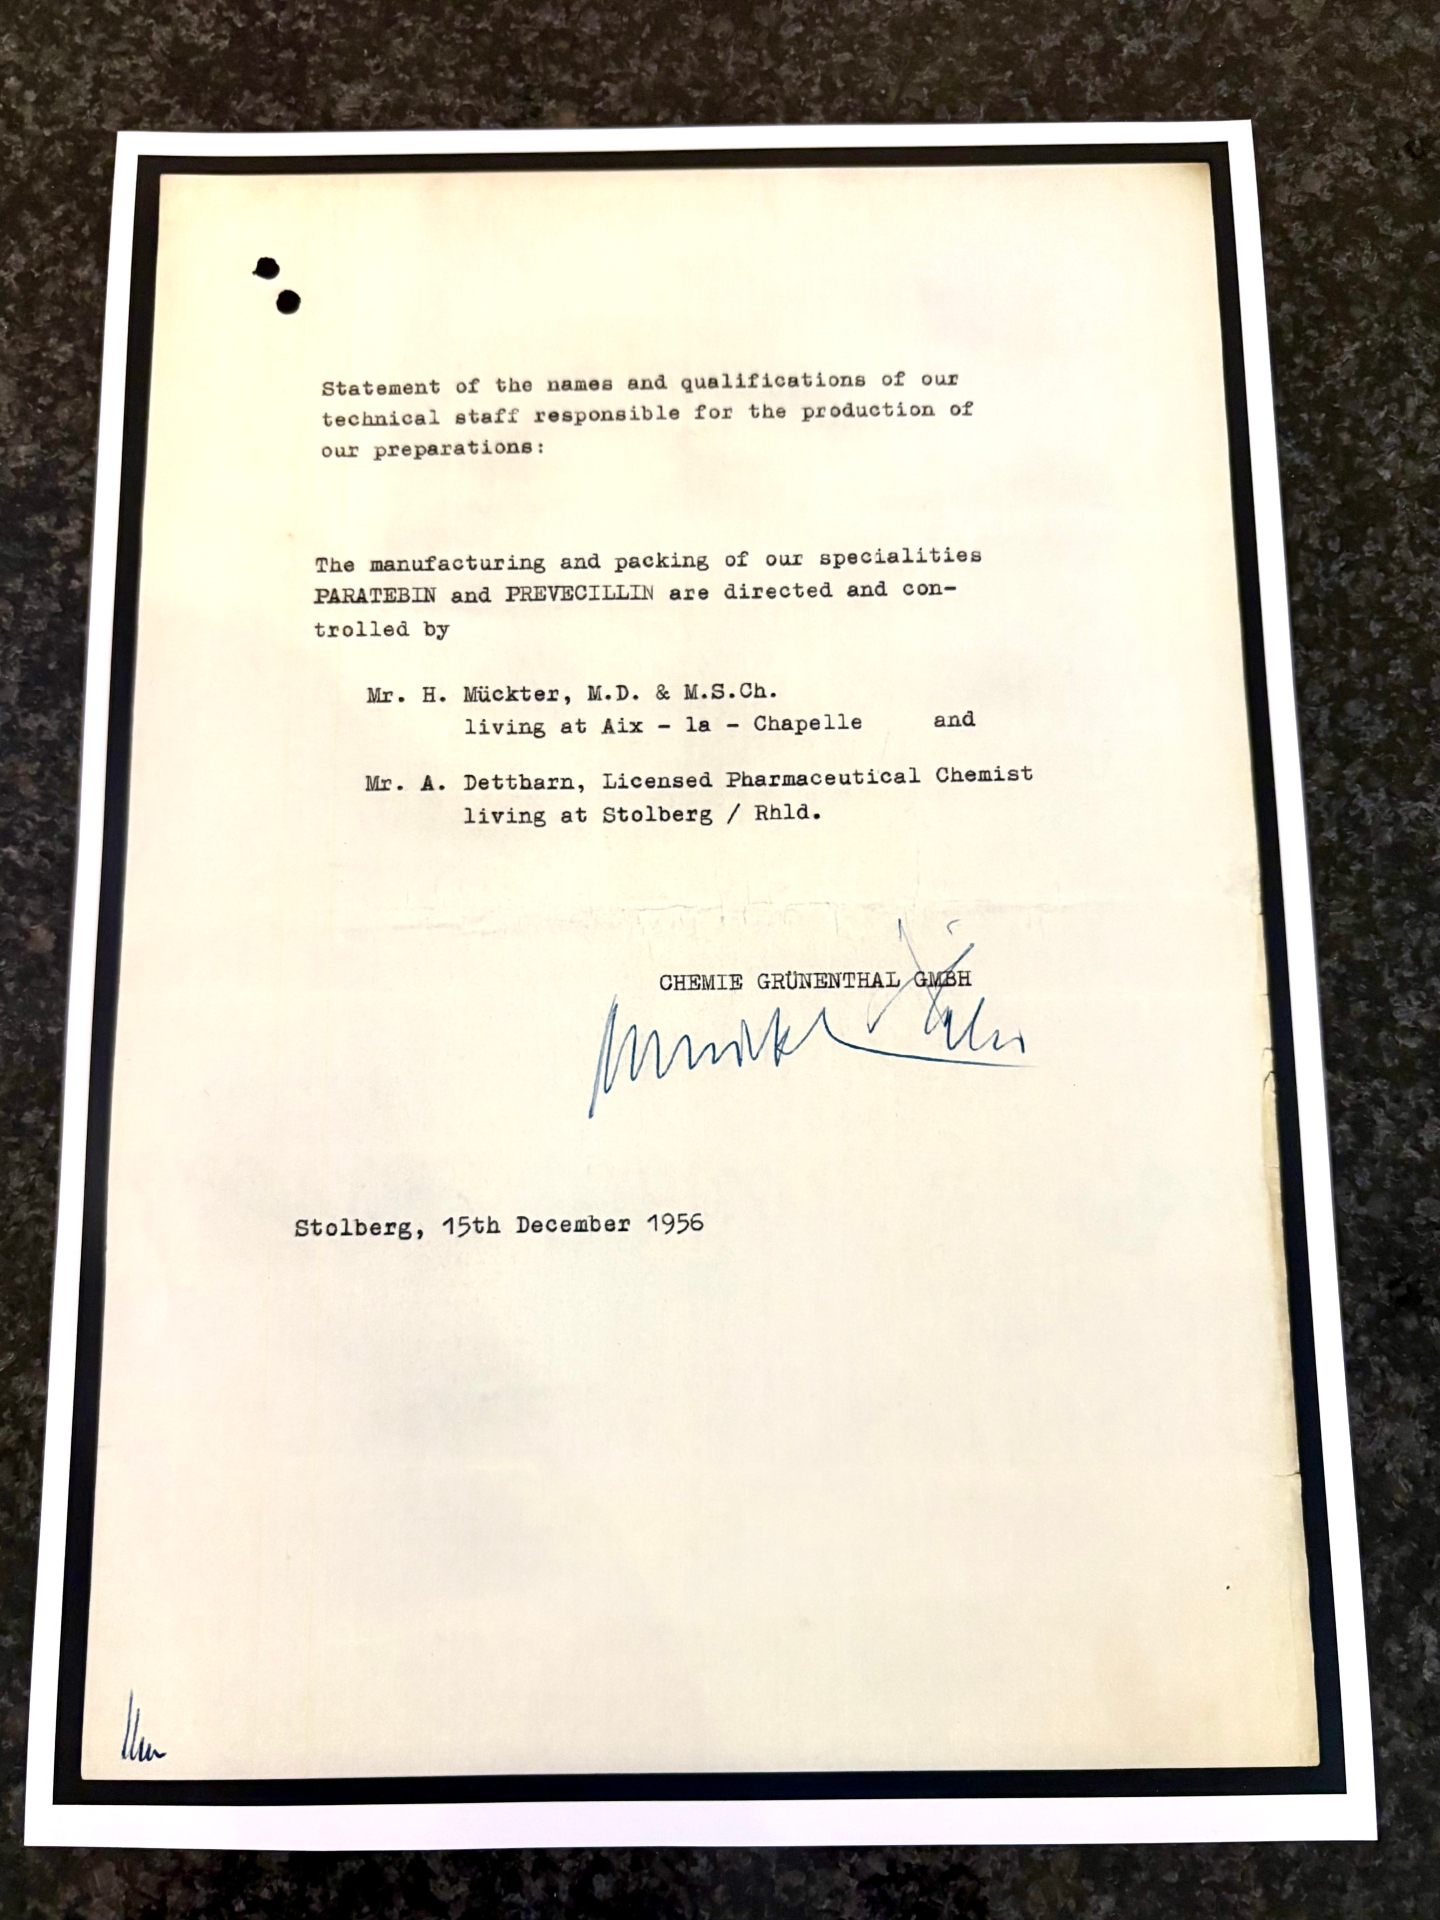 Statement of the names and qualifications of our
technical staff responsible for the production of
our preparations:
The manufacturing and packing of our specialities
PARATEBIN and PREVECILLIN are directed and con-
trolled by
Mr. H. Mückter, M.D. & M.S.Ch.
living at Aix - la - Chapelle and
Mr. A. Dettbarn, Licensed Pharmaceutical Chemist
living at Stolberg / Rhld.
CHEMIE GRÜNENTHAL GMBH
Stolberg, 15th December 1956